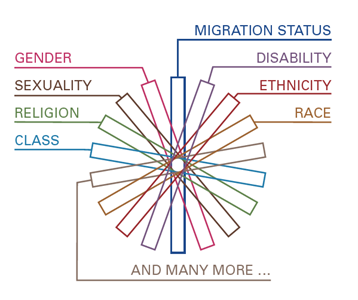 MIGRATION STATUS
GENDER
DISABILITY
SEXUALITY
ETHNICITY
RELIGION
RACE
CLASS
AND MANY MORE ...